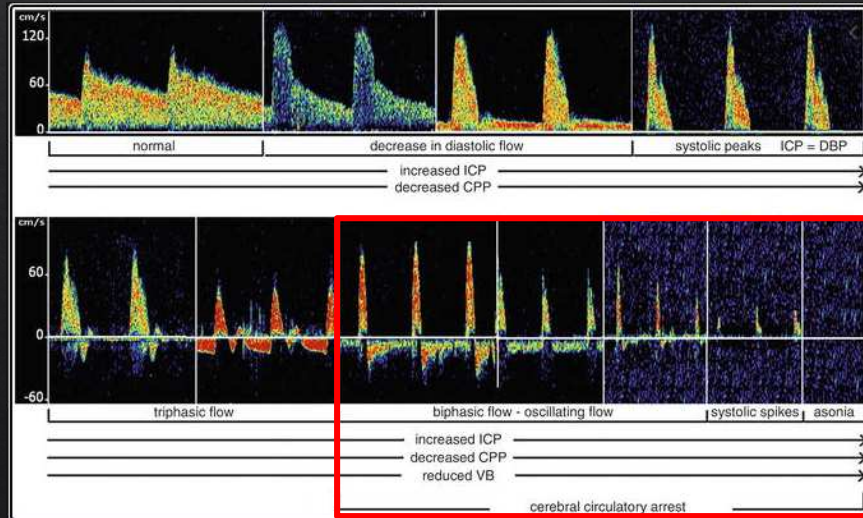 cm/s
120
60
0
normal decrease in diastolic flow systolic peaks ICP = DBP
increased ICP
decreased CPP
cm/s
60
0
-60
triphasic flow biphasic flow - oscillating flow systolic spikes asonia
increased ICP
decreased CPP
reduced VB
cerebral circulatory arrest